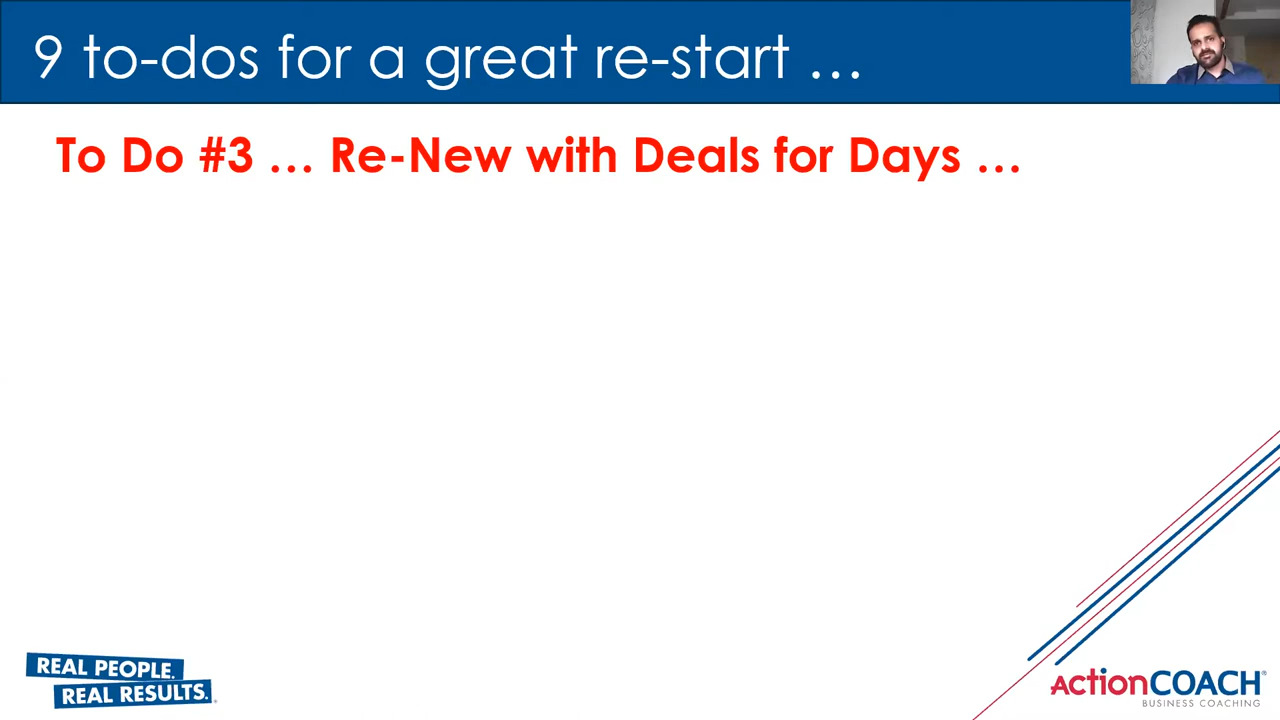 9 to-dos for a great re-start …
To Do #3 … Re-New with Deals for Days …
REAL PEOPLE.
REAL RESULTS.
ActionCOACH®
BUSINESS COACHING